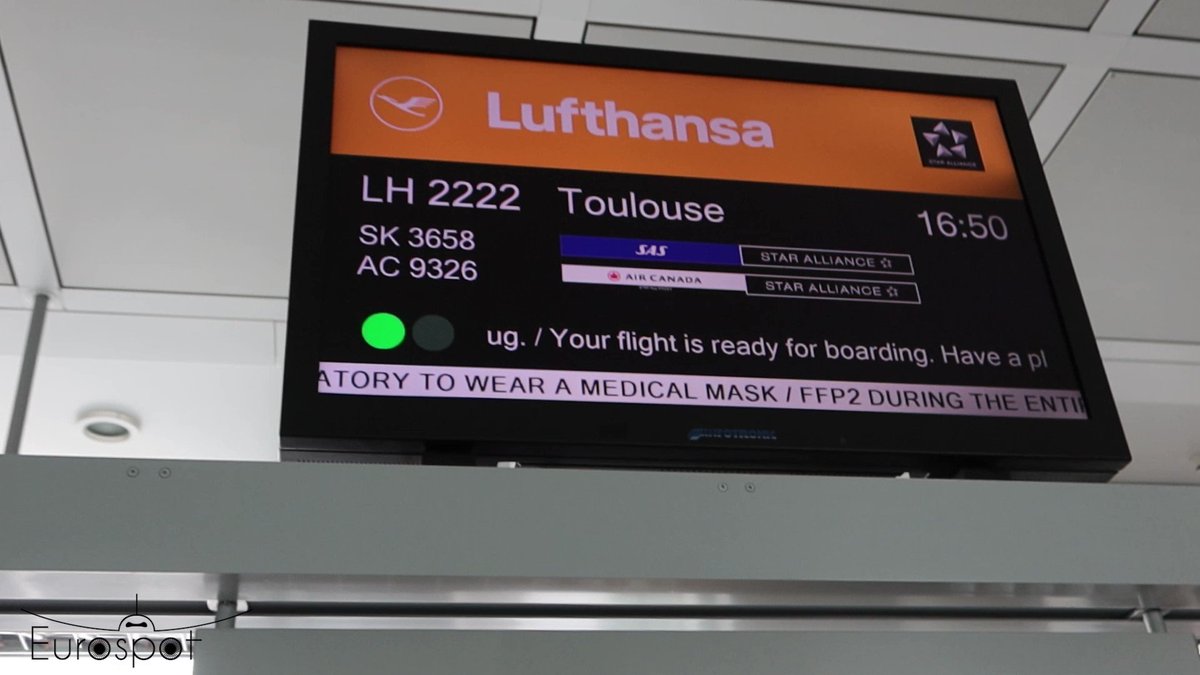 Lufthansa
STAR ALLIANCE
LH 2222 Toulouse 16:50
SK 3658 SAS STAR ALLIANCE
AC 9326 AIR CANADA STAR ALLIANCE
ug. / Your flight is ready for boarding. Have a pl
ATORY TO WEAR A MEDICAL MASK / FFP2 DURING THE ENTI
INFOTRONIC
Eurospot